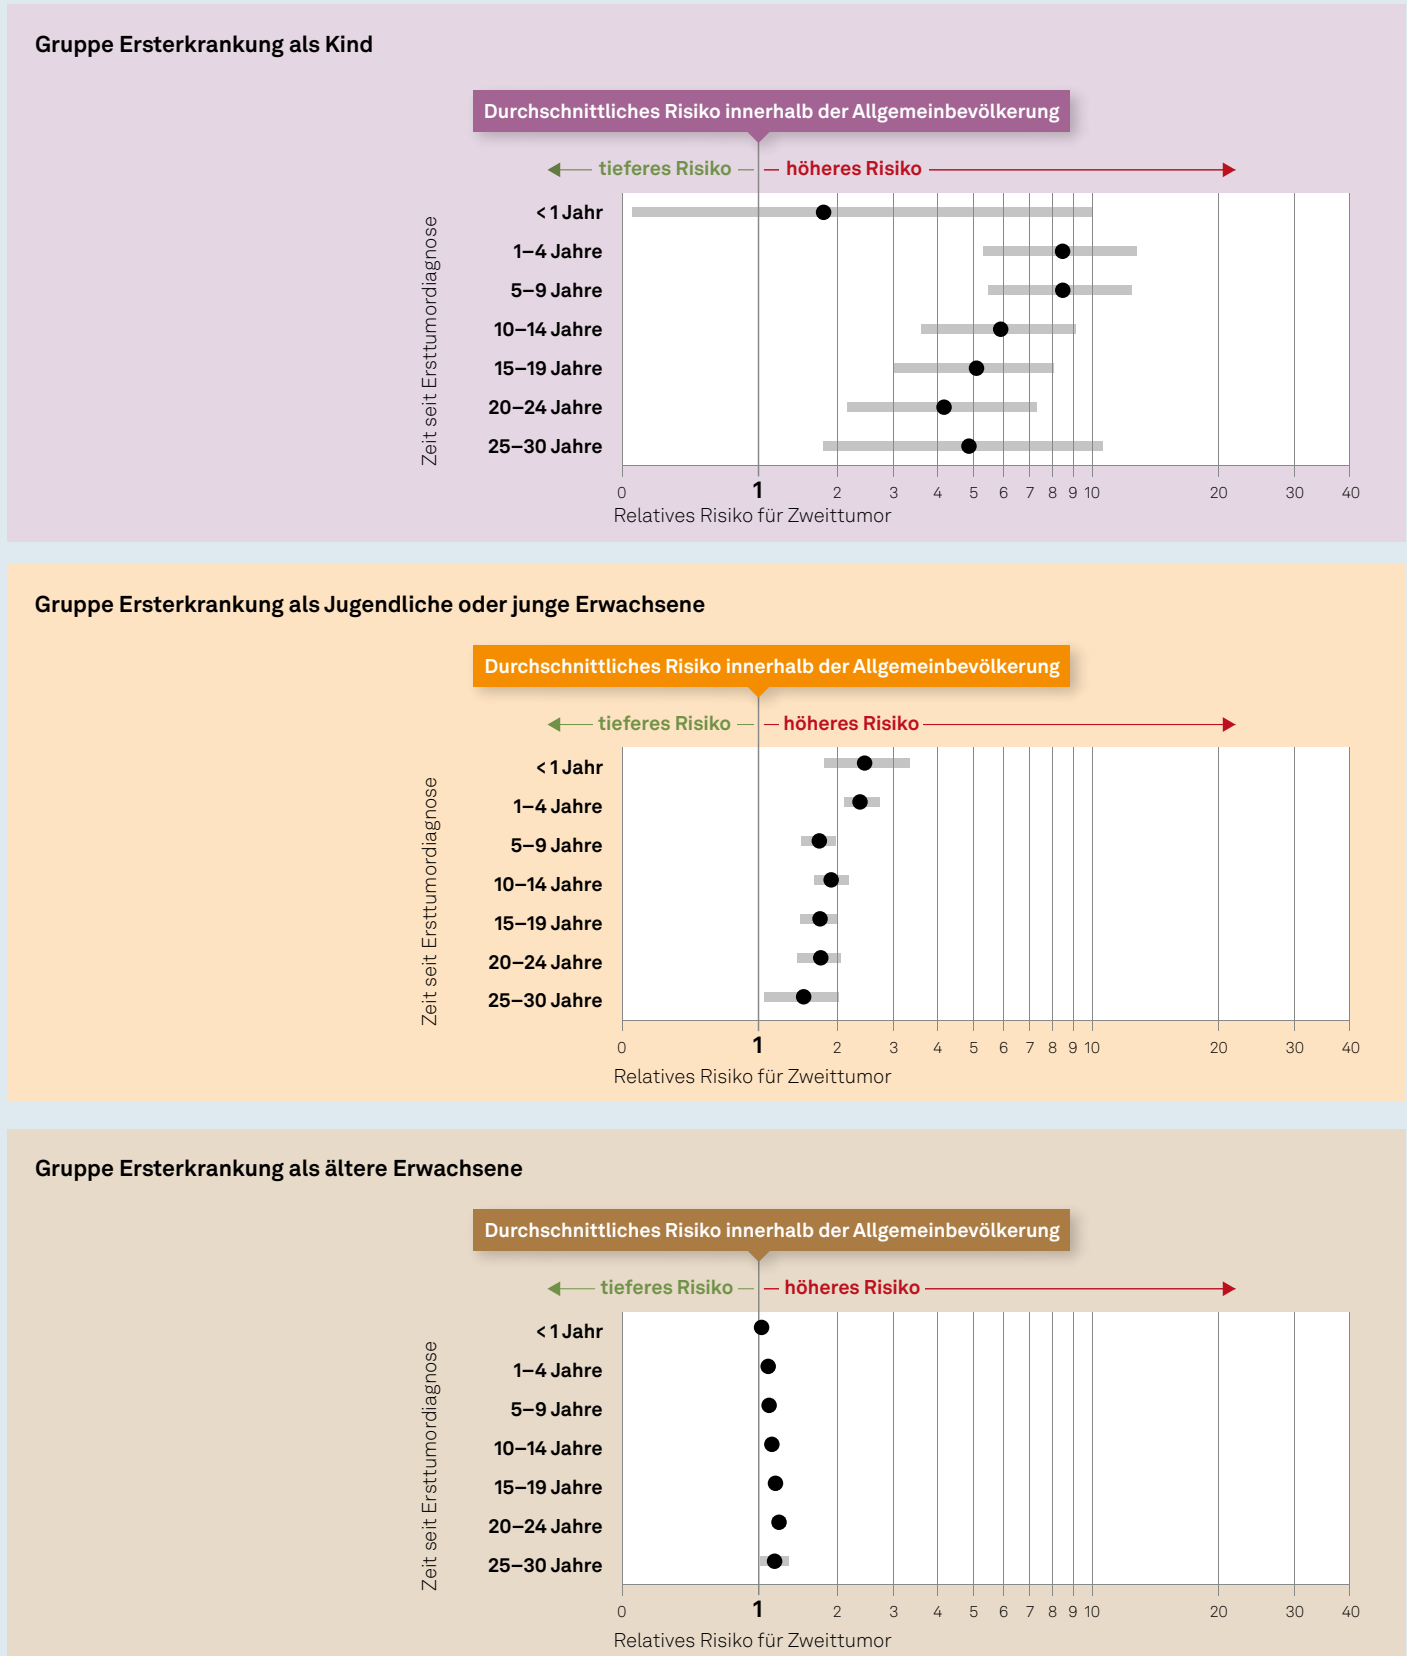 Gruppe Ersterkrankung als Kind
Durchschnittliches Risiko innerhalb der Allgemeinbevölkerung
tieferes Risiko
höheres Risiko
Zeit seit Ersttumordiagnose
< 1 Jahr
1–4 Jahre
5–9 Jahre
10–14 Jahre
15–19 Jahre
20–24 Jahre
25–30 Jahre
0 1 2 3 4 5 6 7 8 9 10 20 30 40
Relatives Risiko für Zweittumor
Gruppe Ersterkrankung als Jugendliche oder junge Erwachsene
Durchschnittliches Risiko innerhalb der Allgemeinbevölkerung
tieferes Risiko
höheres Risiko
Zeit seit Ersttumordiagnose
< 1 Jahr
1–4 Jahre
5–9 Jahre
10–14 Jahre
15–19 Jahre
20–24 Jahre
25–30 Jahre
0 1 2 3 4 5 6 7 8 9 10 20 30 40
Relatives Risiko für Zweittumor
Gruppe Ersterkrankung als ältere Erwachsene
Durchschnittliches Risiko innerhalb der Allgemeinbevölkerung
tieferes Risiko
höheres Risiko
Zeit seit Ersttumordiagnose
< 1 Jahr
1–4 Jahre
5–9 Jahre
10–14 Jahre
15–19 Jahre
20–24 Jahre
25–30 Jahre
0 1 2 3 4 5 6 7 8 9 10 20 30 40
Relatives Risiko für Zweittumor